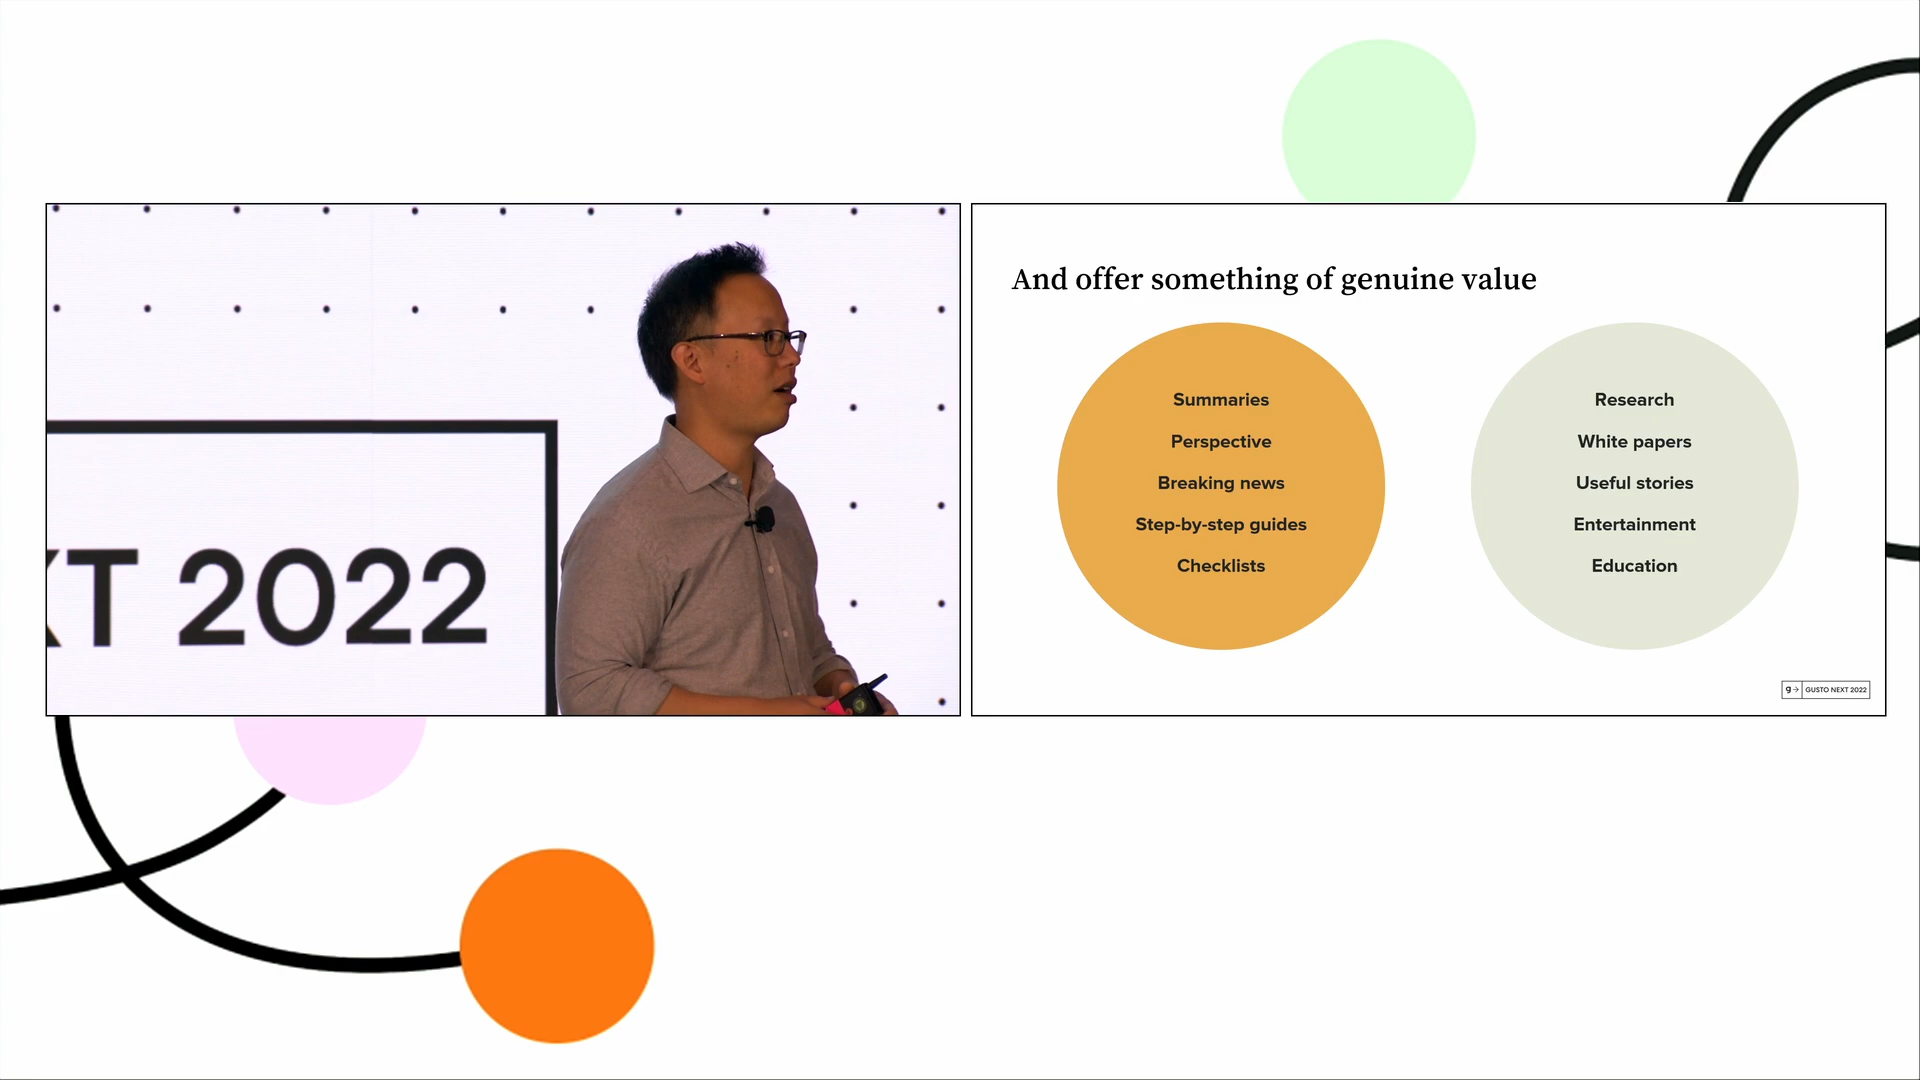 XT 2022
And offer something of genuine value
Summaries
Perspective
Breaking news
Step-by-step guides
Checklists
Research
White papers
Useful stories
Entertainment
Education
g→ GUSTO NEXT 2022